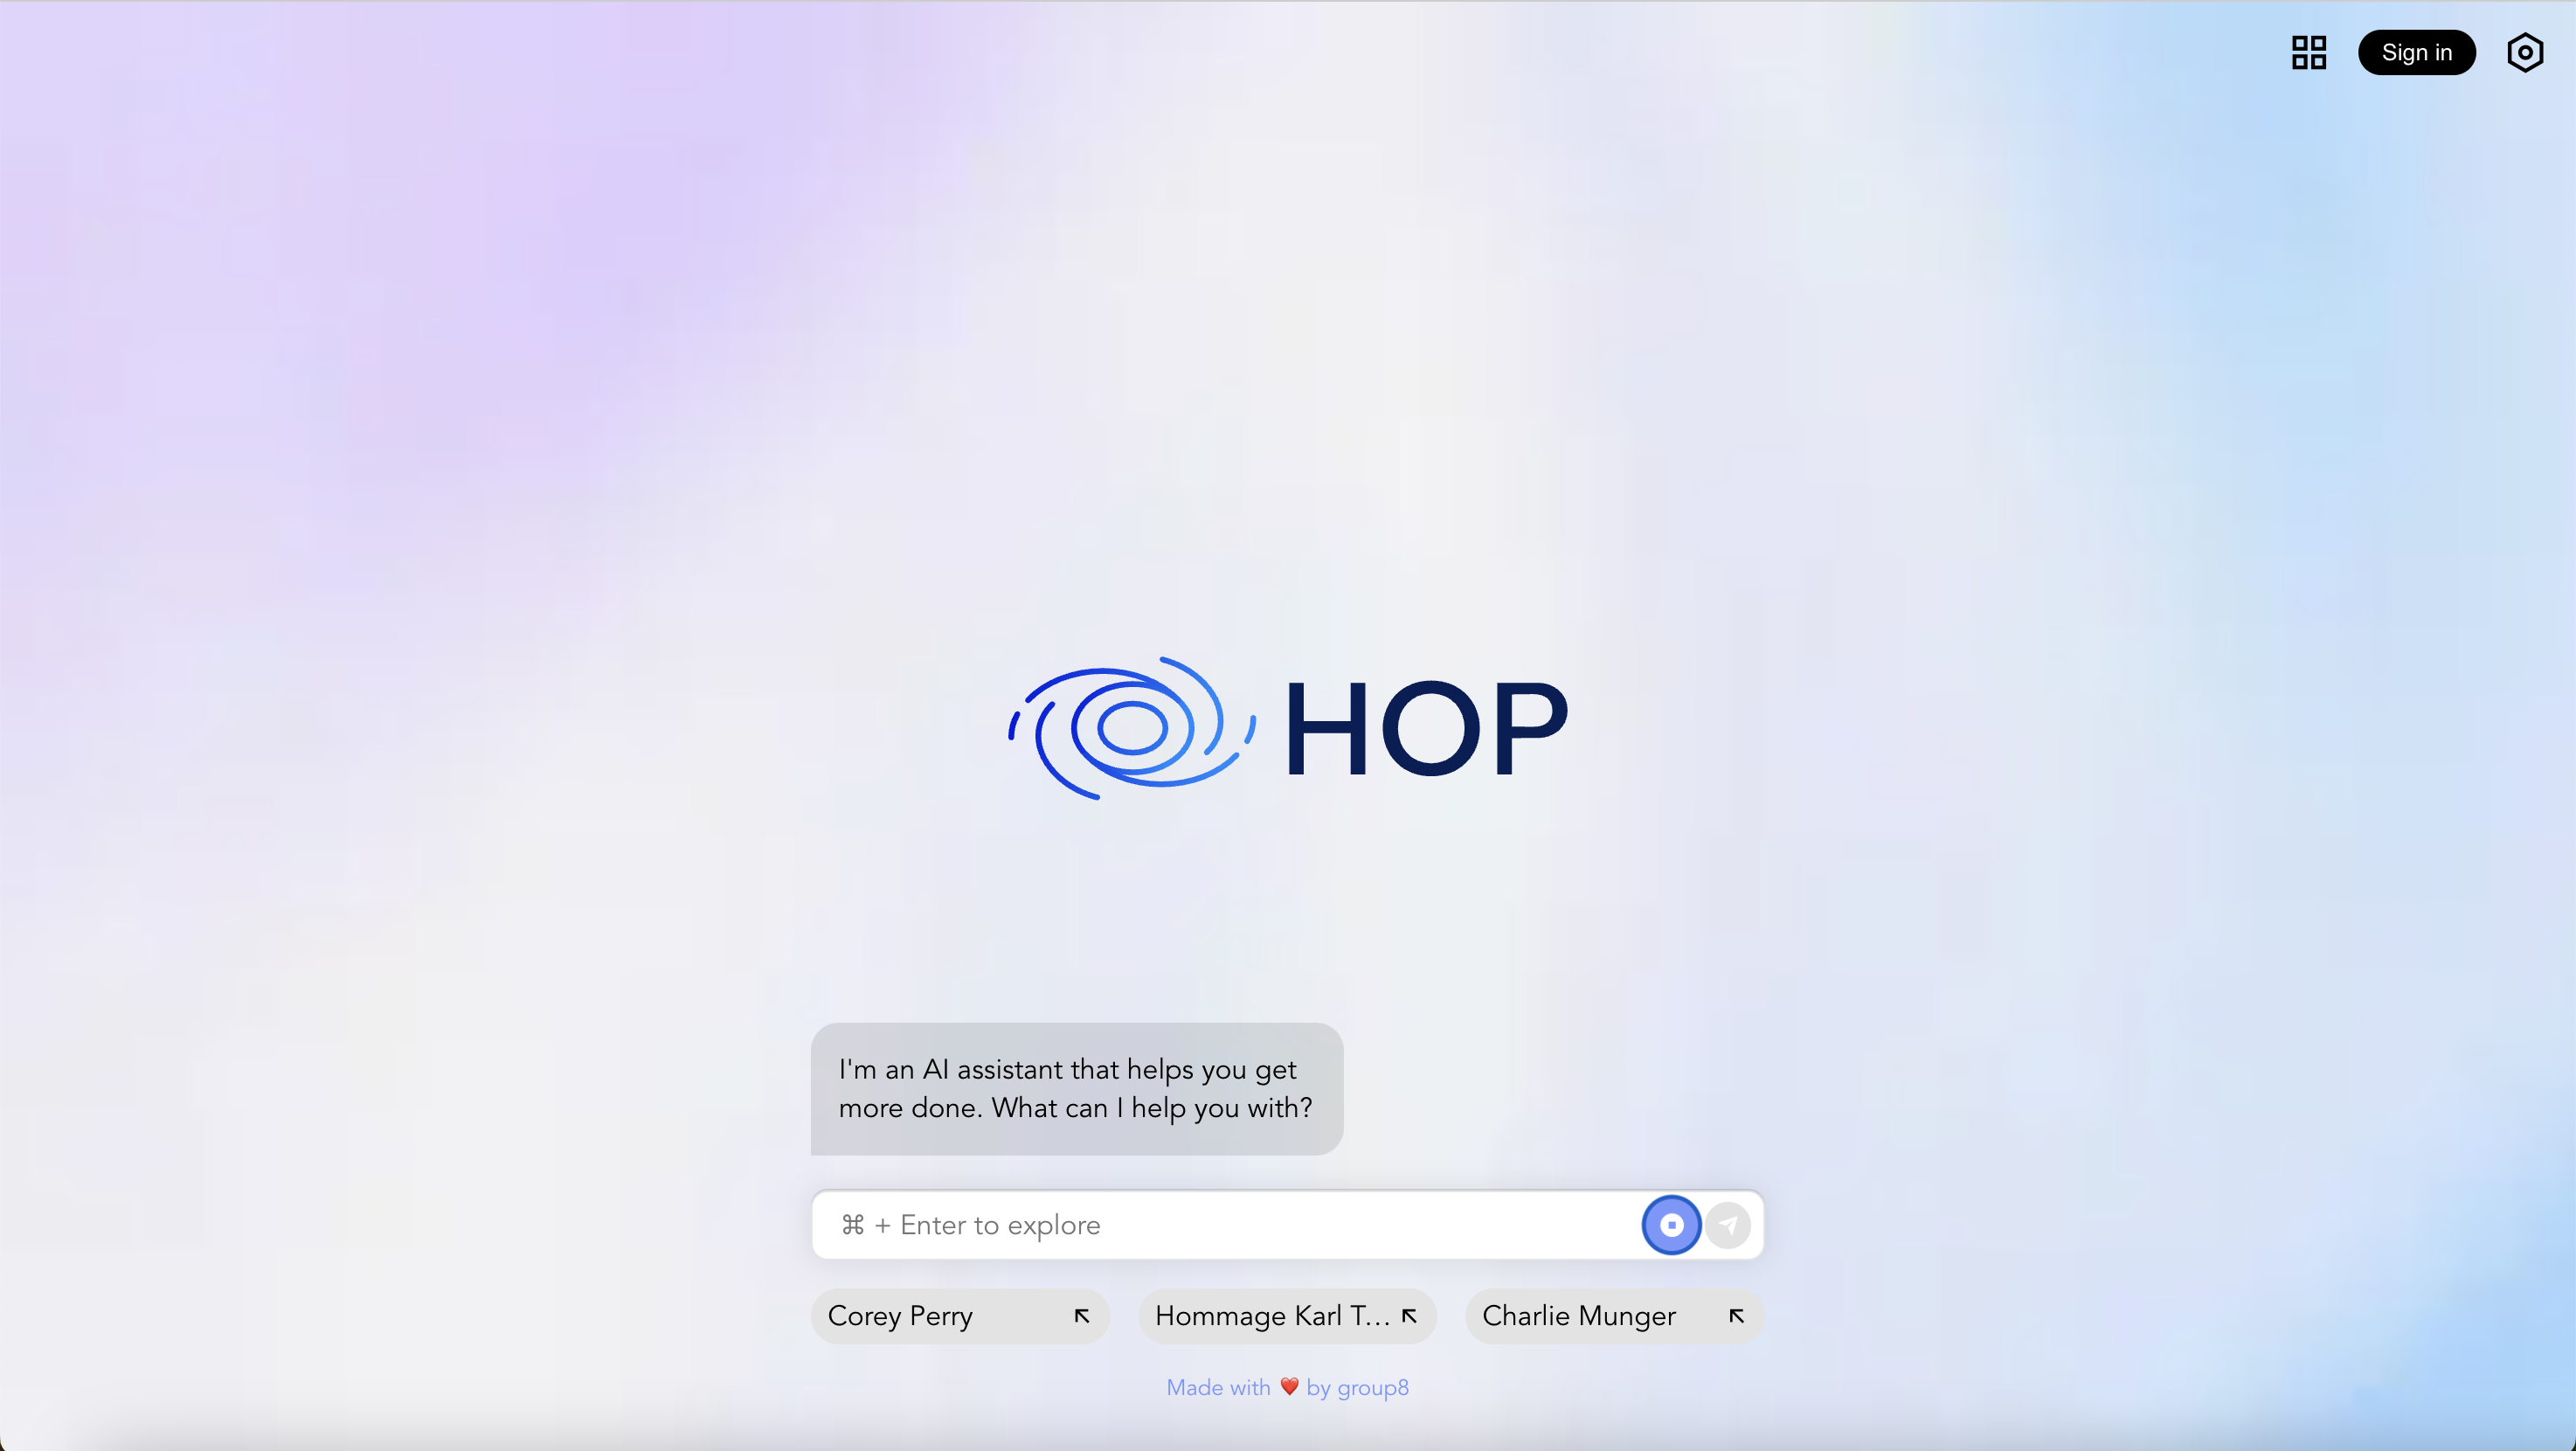 Sign in
HOP
I'm an AI assistant that helps you get
more done. What can I help you with?
⌘ + Enter to explore
Corey Perry
Hommage Karl T...
Charlie Munger
Made with ❤️ by group8